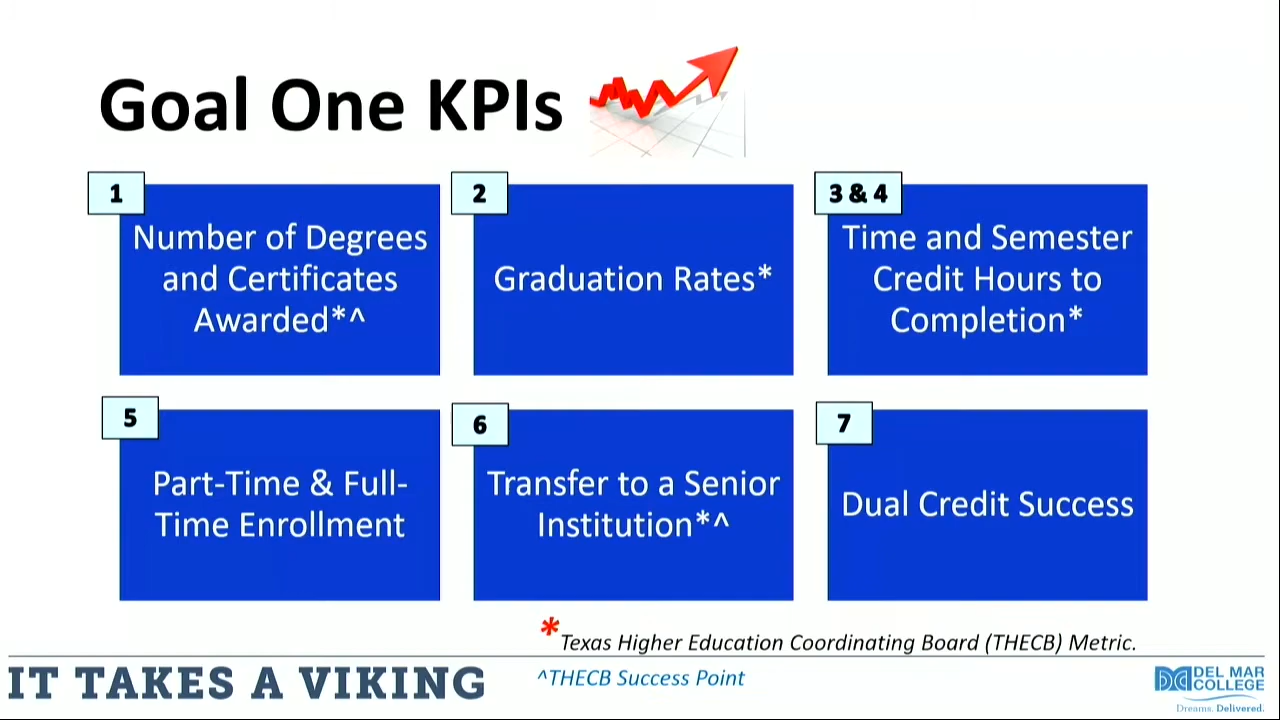 Goal One KPIs
1
Number of Degrees
and Certificates
Awarded*^
2
Graduation Rates*
3 & 4
Time and Semester
Credit Hours to
Completion*
5
Part-Time & Full-
Time Enrollment
6
Transfer to a Senior
Institution*^
7
Dual Credit Success
*Texas Higher Education Coordinating Board (THECB) Metric.
^THECB Success Point
IT TAKES A VIKING
DEL MAR
COLLEGE
Dreams. Delivered.